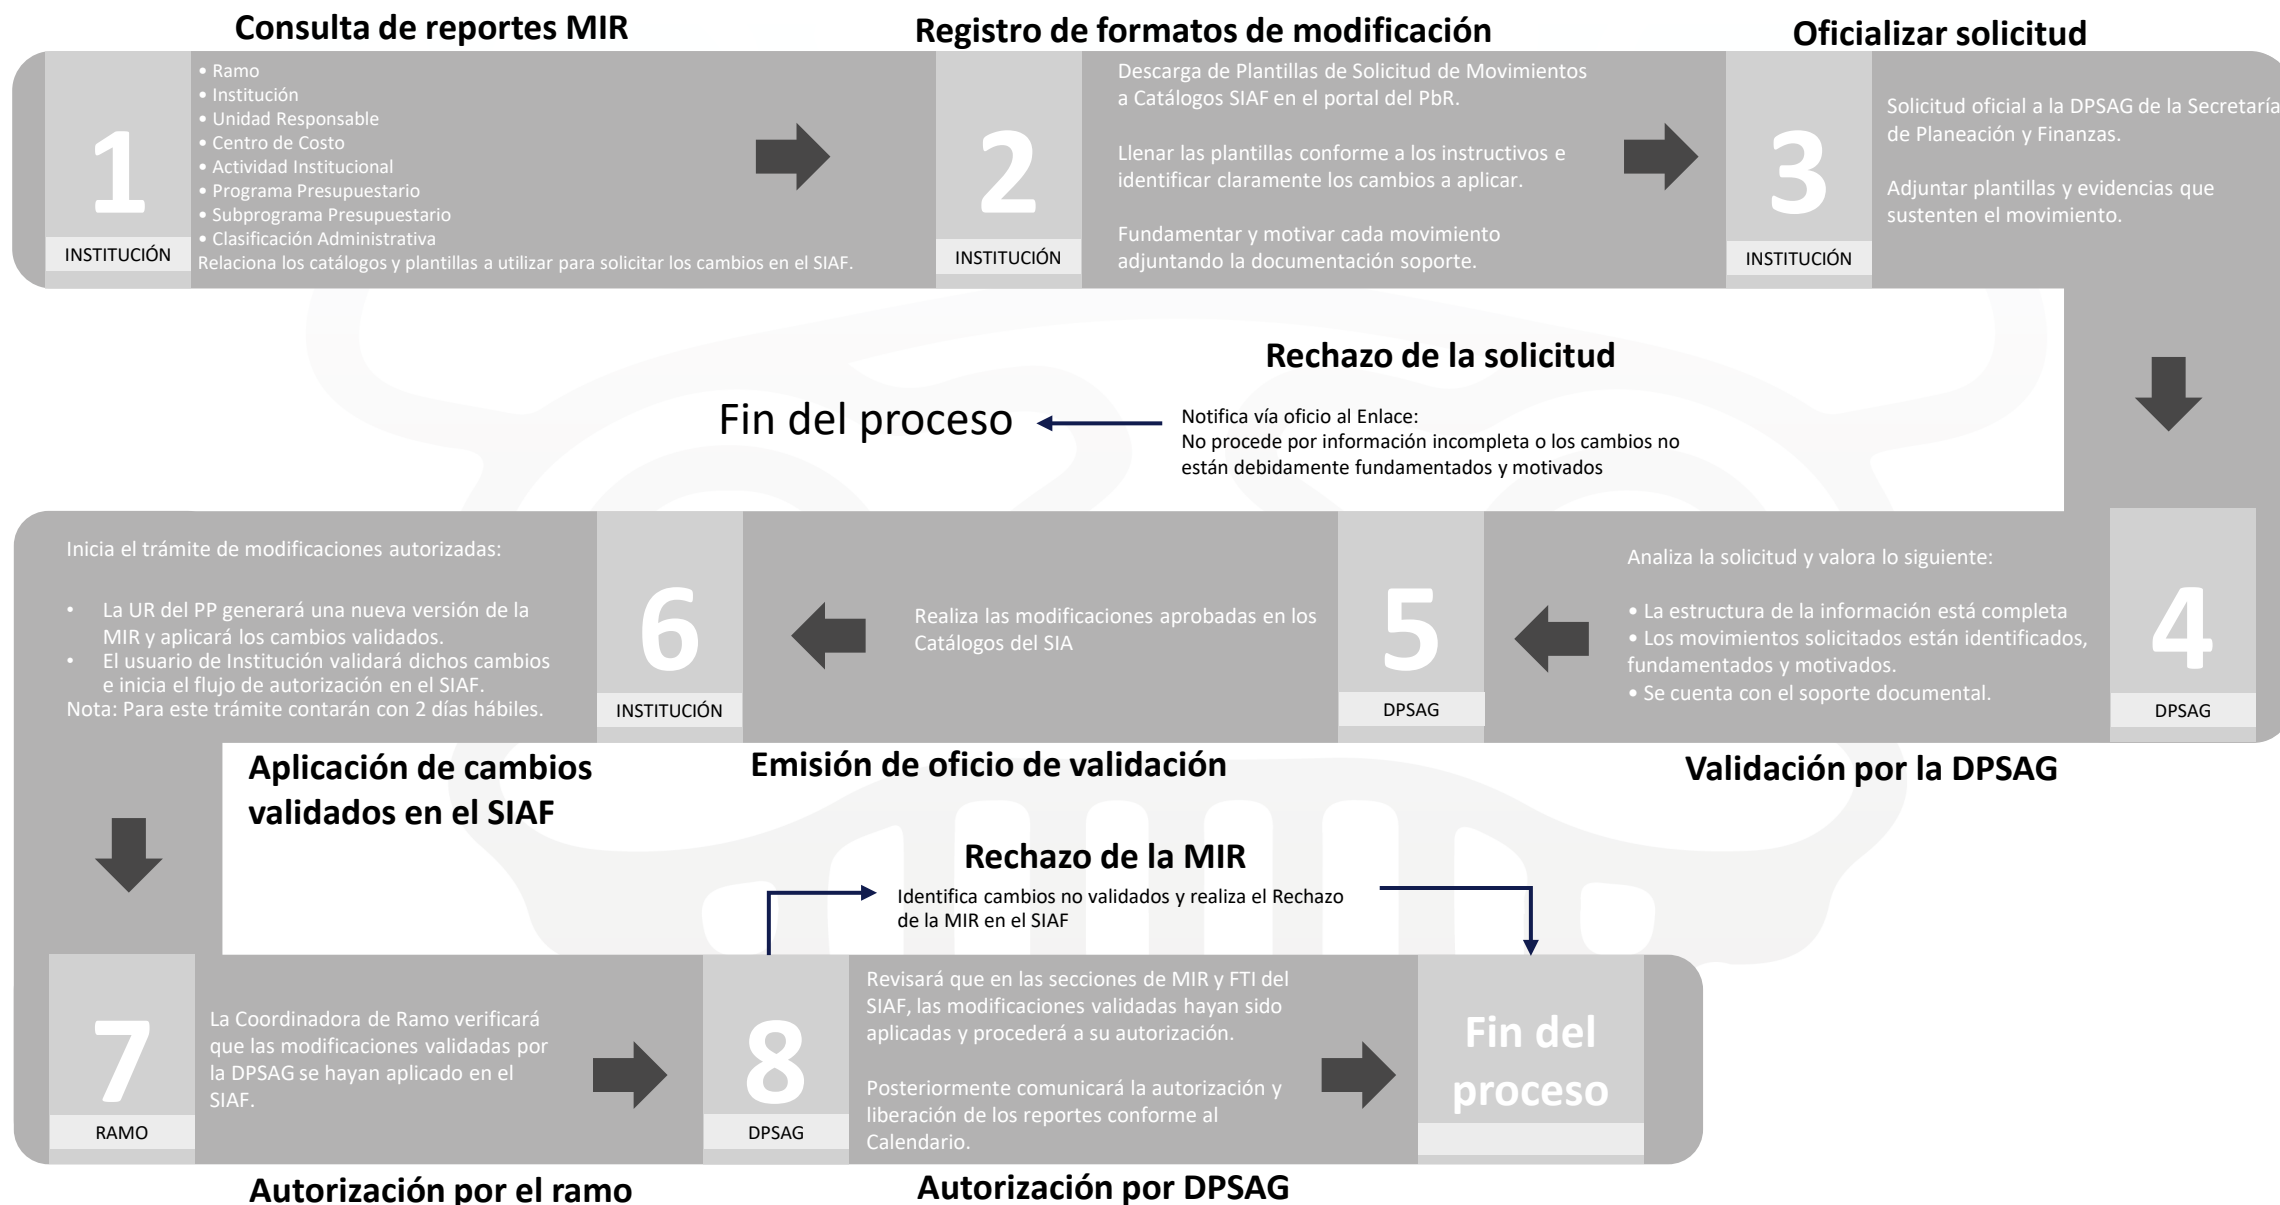 Consulta de reportes MIR
1
INSTITUCIÓN
• Ramo
• Institución
• Unidad Responsable
• Centro de Costo
• Actividad Institucional
• Programa Presupuestario
• Subprograma Presupuestario
• Clasificación Administrativa
Relaciona los catálogos y plantillas a utilizar para solicitar los cambios en el SIAF.
Registro de formatos de modificación
2
INSTITUCIÓN
Descarga de Plantillas de Solicitud de Movimientos
a Catálogos SIAF en el portal del PbR.
Llenar las plantillas conforme a los instructivos e
identificar claramente los cambios a aplicar.
Fundamentar y motivar cada movimiento
adjuntando la documentación soporte.
Oficializar solicitud
3
INSTITUCIÓN
Solicitud oficial a la DPSAG de la Secretaría
de Planeación y Finanzas.
Adjuntar plantillas y evidencias que
sustenten el movimiento.
Rechazo de la solicitud
Notifica vía oficio al Enlace:
No procede por información incompleta o los cambios no
están debidamente fundamentados y motivados
Fin del proceso
4
DPSAG
Analiza la solicitud y valora lo siguiente:
• La estructura de la información está completa
• Los movimientos solicitados están identificados,
fundamentados y motivados.
• Se cuenta con el soporte documental.
Validación por la DPSAG
5
DPSAG
Realiza las modificaciones aprobadas en los
Catálogos del SIA
Emisión de oficio de validación
6
INSTITUCIÓN
Inicia el trámite de modificaciones autorizadas:
• La UR del PP generará una nueva versión de la
MIR y aplicará los cambios validados.
• El usuario de Institución validará dichos cambios
e inicia el flujo de autorización en el SIAF.
Nota: Para este trámite contarán con 2 días hábiles.
Aplicación de cambios
validados en el SIAF
Rechazo de la MIR
Identifica cambios no validados y realiza el Rechazo
de la MIR en el SIAF
7
RAMO
La Coordinadora de Ramo verificará
que las modificaciones validadas por
la DPSAG se hayan aplicado en el
SIAF.
Autorización por el ramo
8
DPSAG
Revisará que en las secciones de MIR y FTI del
SIAF, las modificaciones validadas hayan sido
aplicadas y procederá a su autorización.
Posteriormente comunicará la autorización y
liberación de los reportes conforme al
Calendario.
Autorización por DPSAG
Fin del
proceso